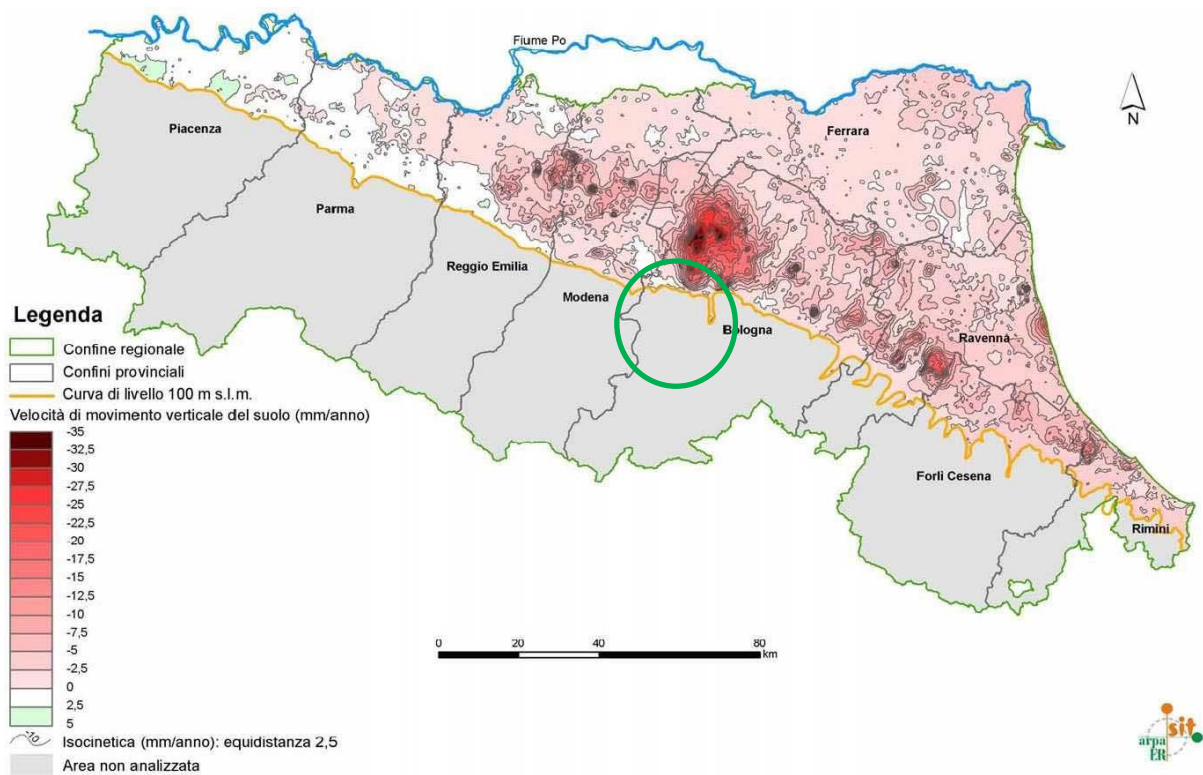 Fiume Po
N
Piacenza
Ferrara
Parma
Reggio Emilia
Modena
Bologna
Ravenna
Forlì Cesena
Rimini
Legenda
Confine regionale
Confini provinciali
Curva di livello 100 m s.l.m.
Velocità di movimento verticale del suolo (mm/anno)
-35
-32,5
-30
-27,5
-25
-22,5
-20
-17,5
-15
-12,5
-10
-7,5
-5
-2,5
0
2,5
5
Isocinetica (mm/anno): equidistanza 2,5
Area non analizzata
0 20 40 80
km
sit
arpa
ER